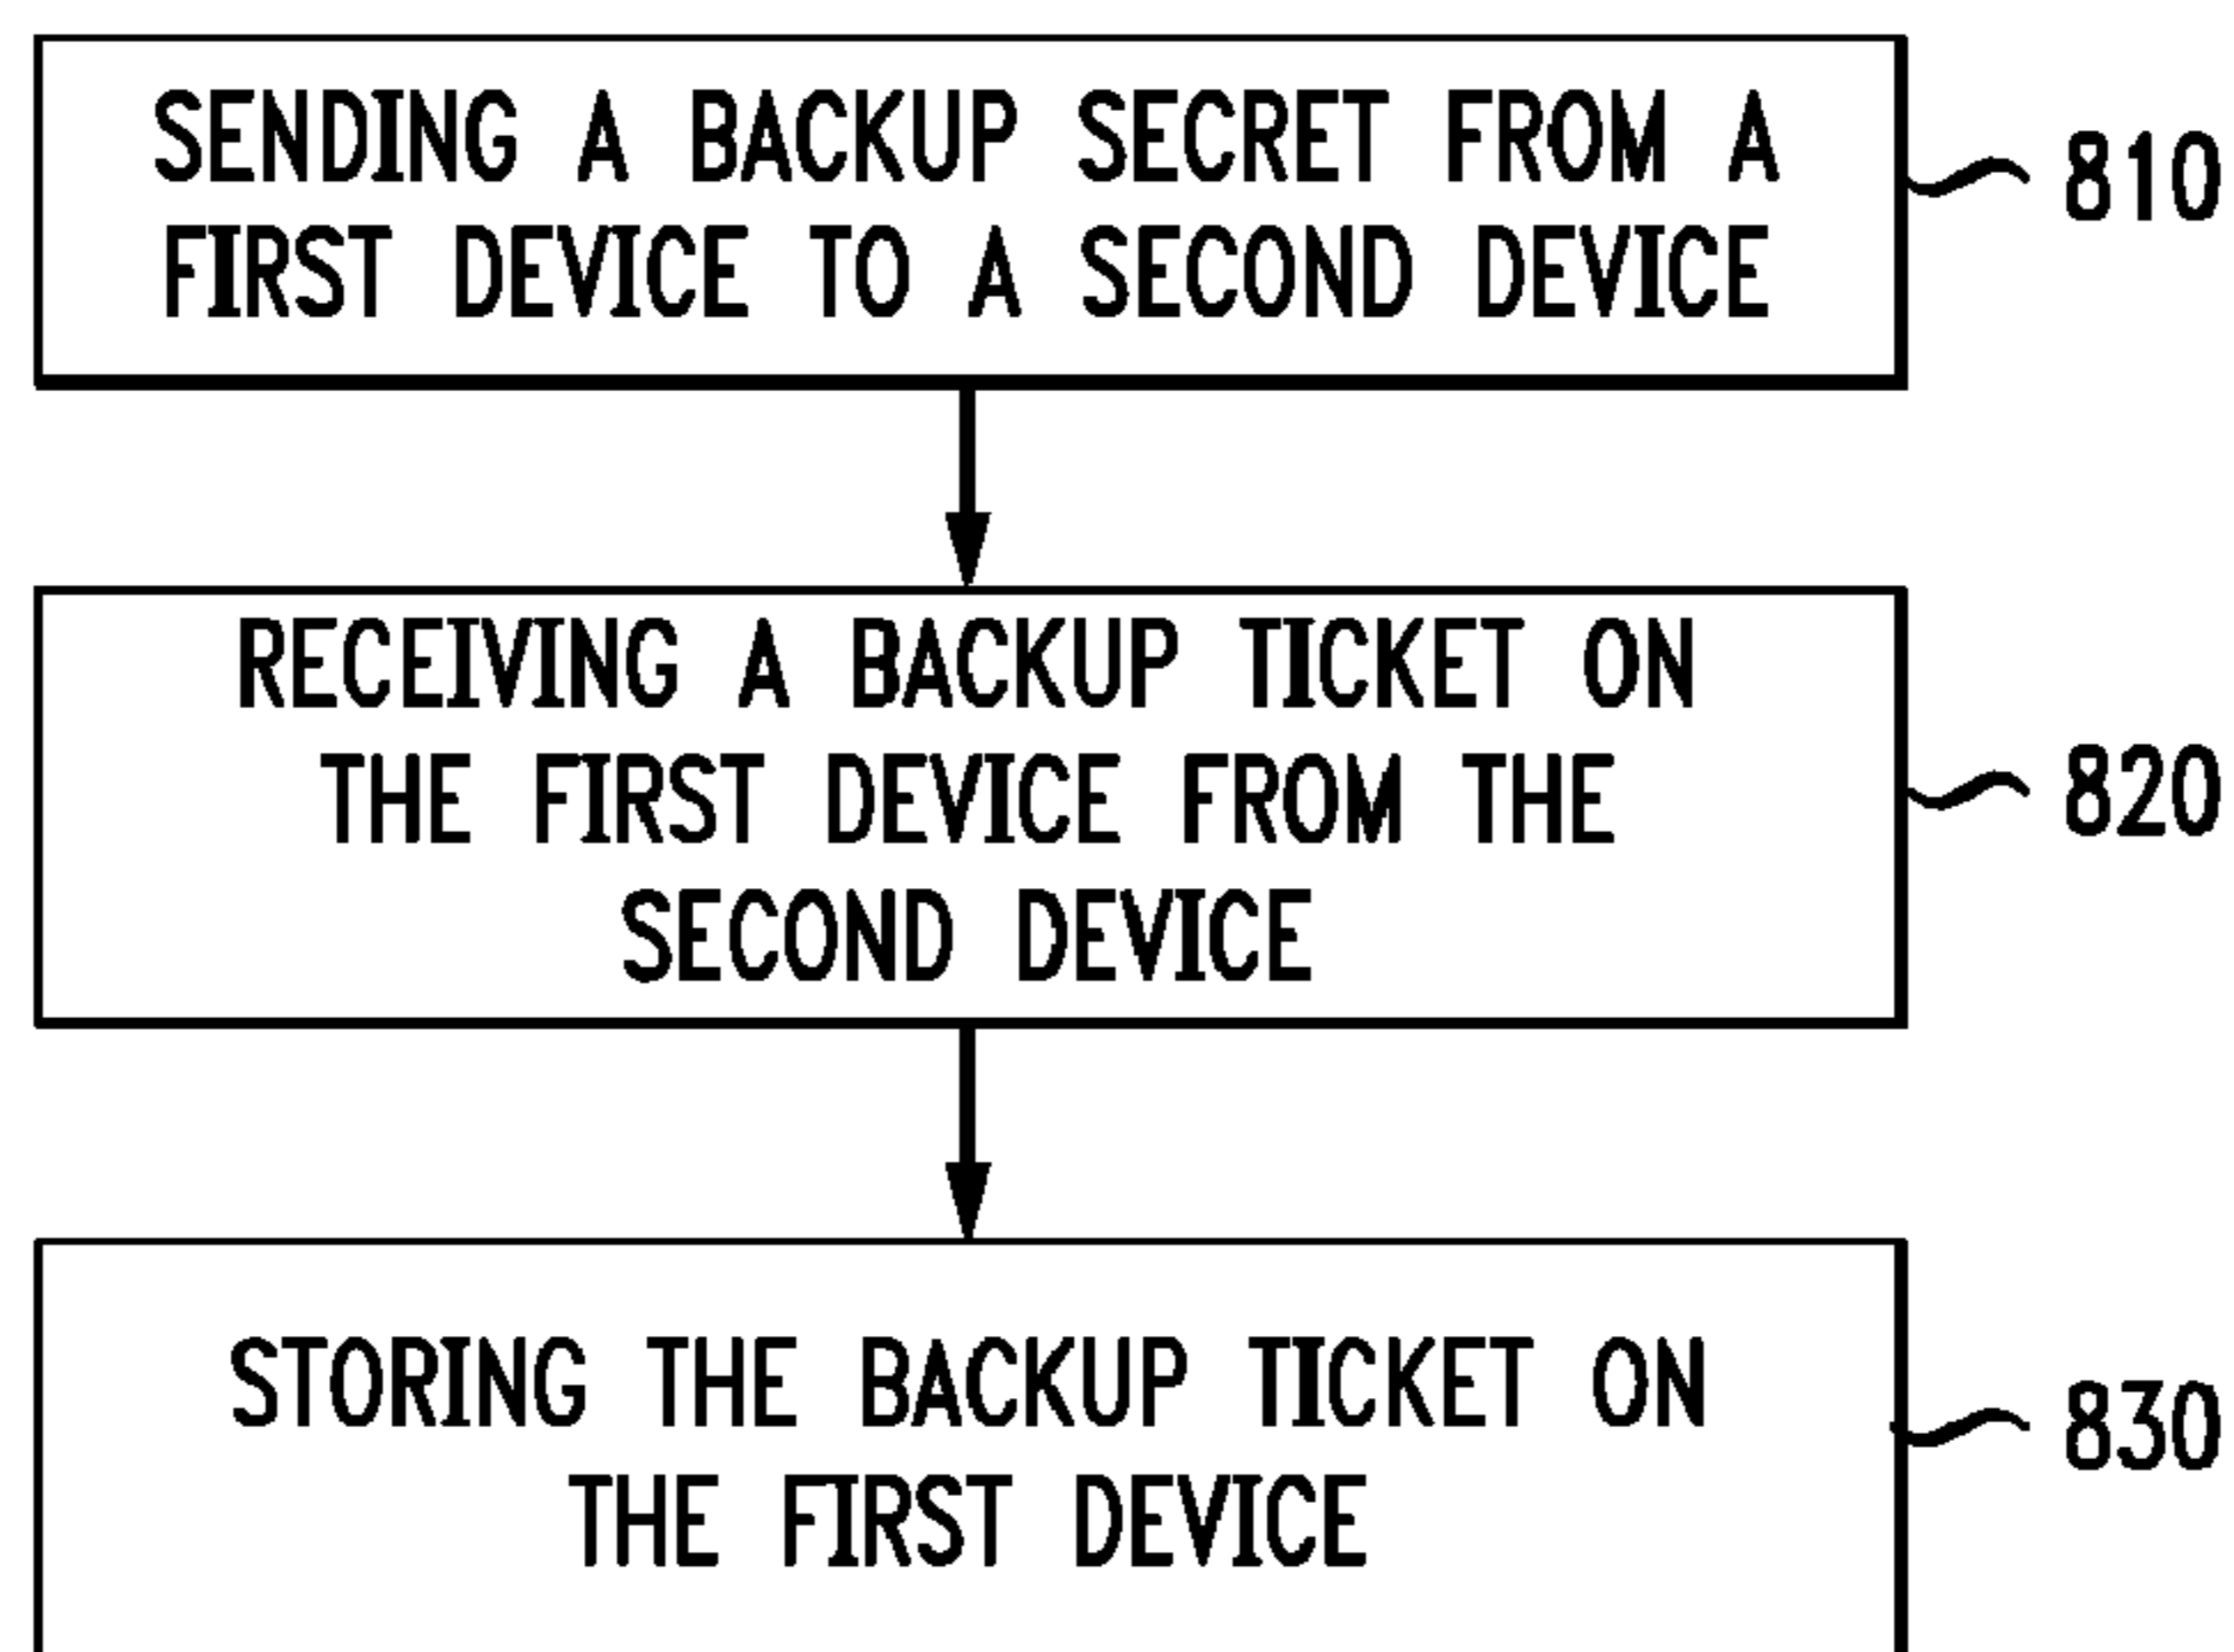 SENDING A BACKUP SECRET FROM A
FIRST DEVICE TO A SECOND DEVICE
810
RECEIVING A BACKUP TICKET ON
THE FIRST DEVICE FROM THE
SECOND DEVICE
820
STORING THE BACKUP TICKET ON
THE FIRST DEVICE
830